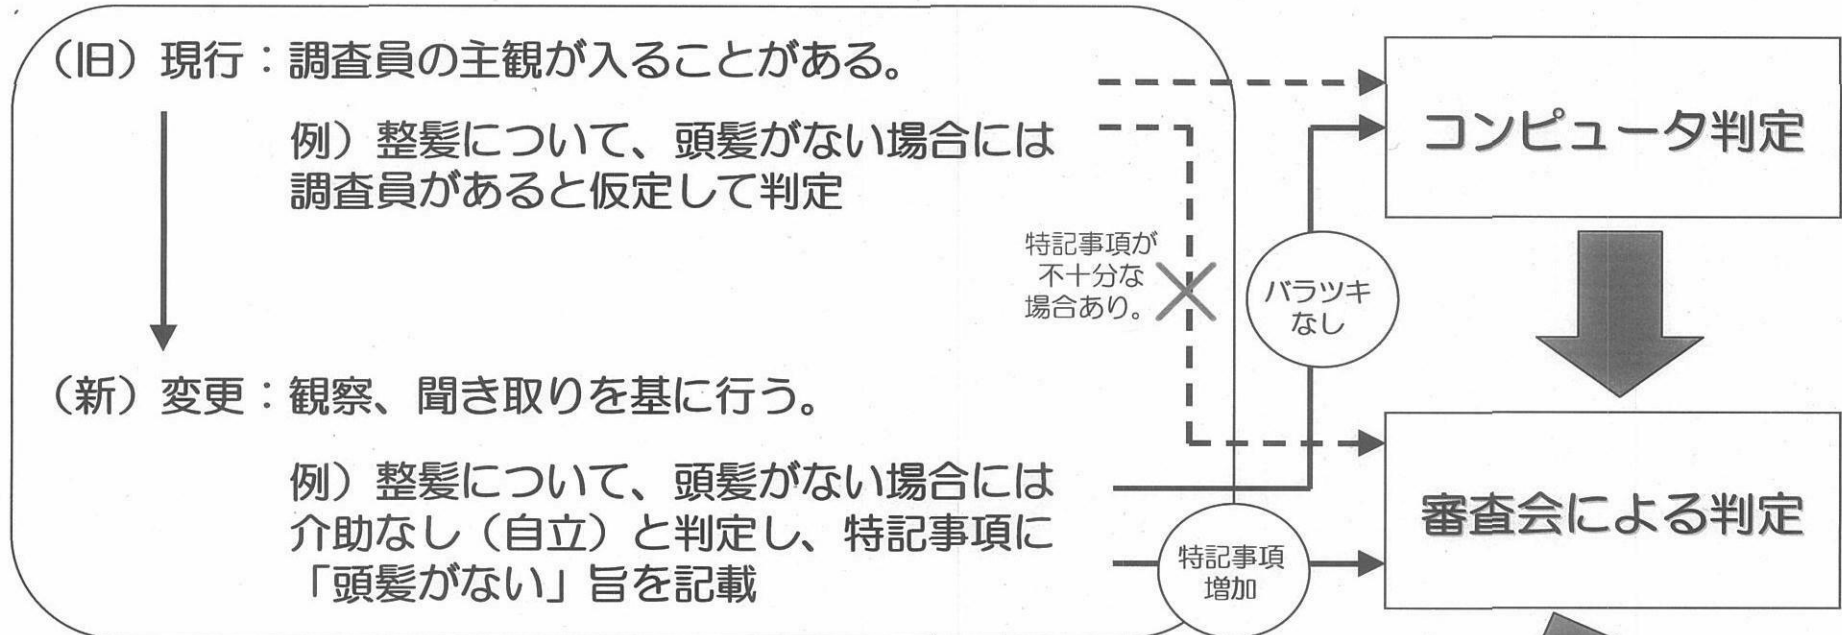 （旧）現行：調査員の主観が入ることがある。
例）整髪について、頭髪がない場合には
調査員があると仮定して判定
特記事項が
不十分な
場合あり。
バラツキ
なし
コンピュータ判定
（新）変更：観察、聞き取りを基に行う。
例）整髪について、頭髪がない場合には
介助なし（自立）と判定し、特記事項に
「頭髪がない」旨を記載
特記事項
増加
審査会による判定